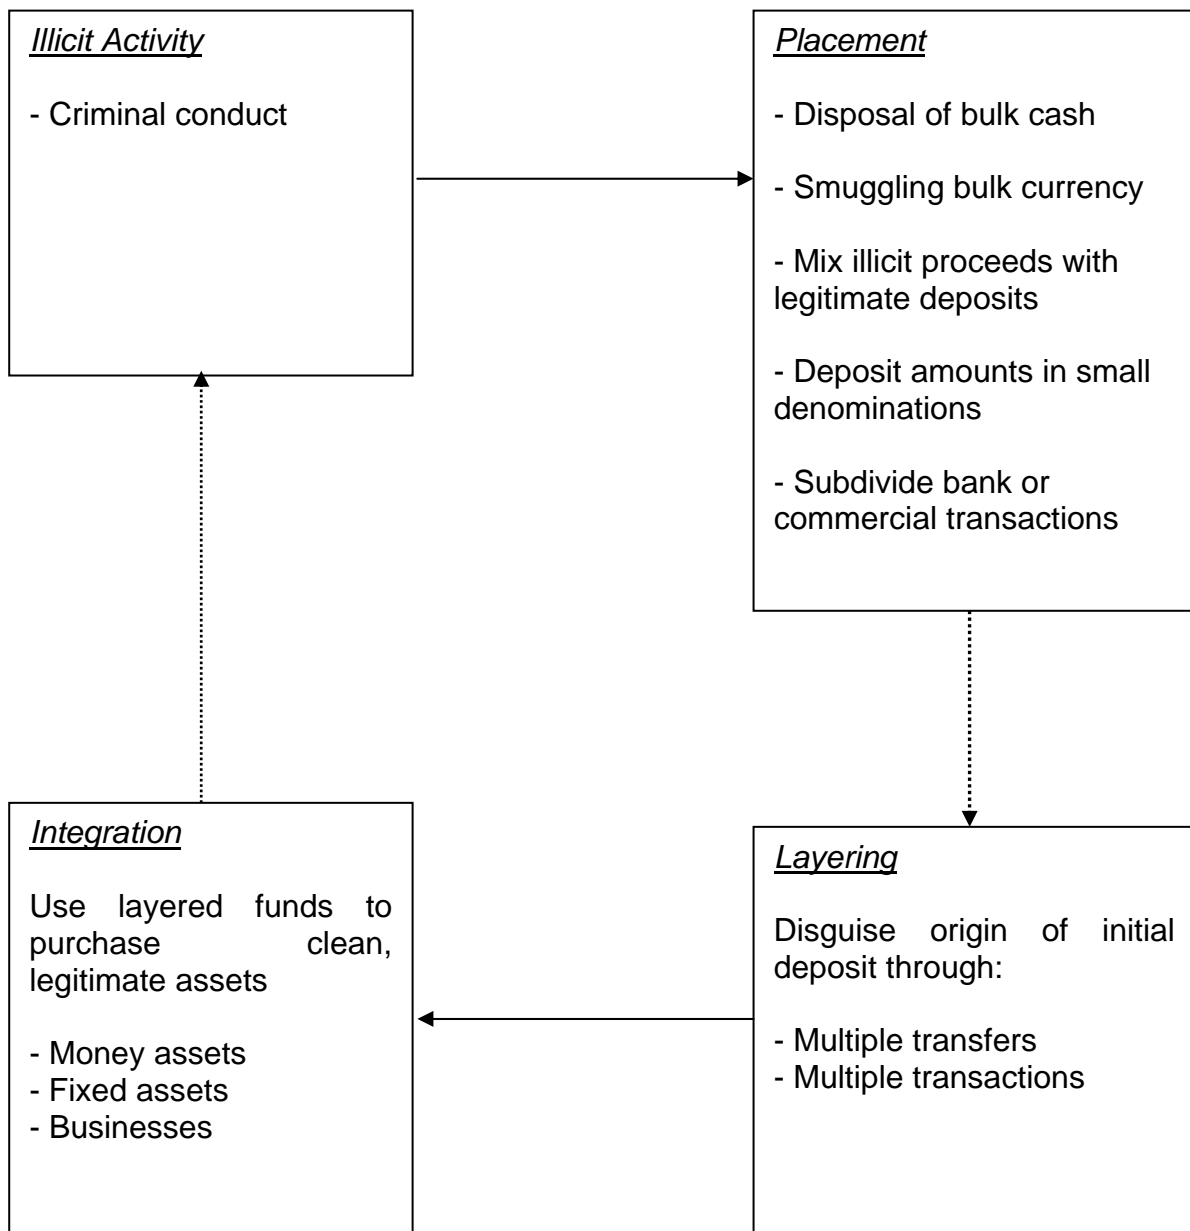 Illicit Activity
- Criminal conduct
Placement
- Disposal of bulk cash
- Smuggling bulk currency
- Mix illicit proceeds with
legitimate deposits
- Deposit amounts in small
denominations
- Subdivide bank or
commercial transactions
Integration
Use layered funds to
purchase clean,
legitimate assets
- Money assets
- Fixed assets
- Businesses
Layering
Disguise origin of initial
deposit through:
- Multiple transfers
- Multiple transactions